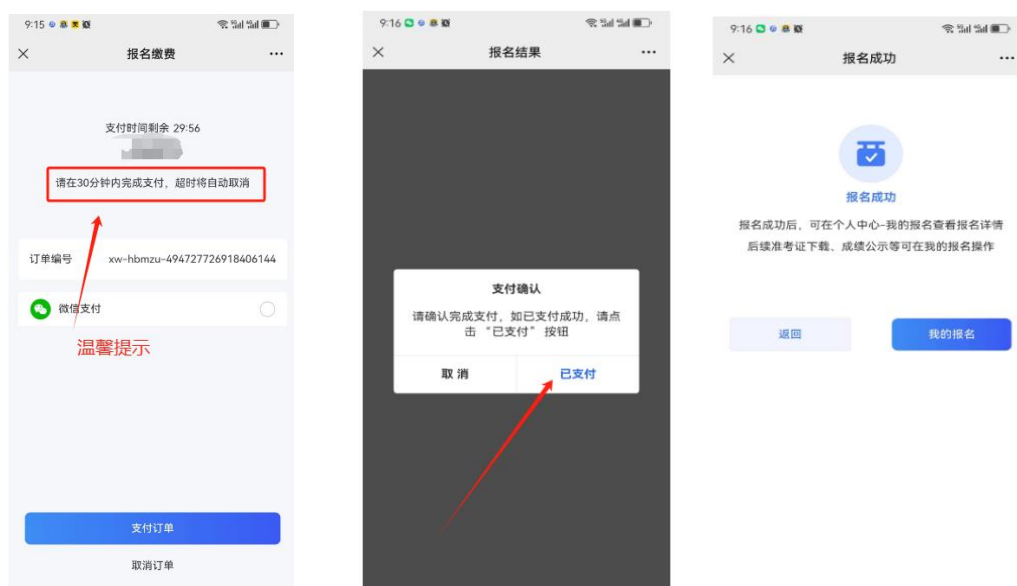 9:15
报名缴费
支付时间剩余 29:56
请在30分钟内完成支付，超时将自动取消
订单编号 xw-hbmzu-494727726918406144
微信支付
温馨提示
支付订单
取消订单
9:16
报名结果
支付确认
请确认完成支付，如已支付成功，请点
击 “已支付” 按钮
取 消
已支付
9:16
报名成功
报名成功
报名成功后，可在个人中心-我的报名查看报名详情
后续准考证下载、成绩公示等可在我的报名操作
返回
我的报名